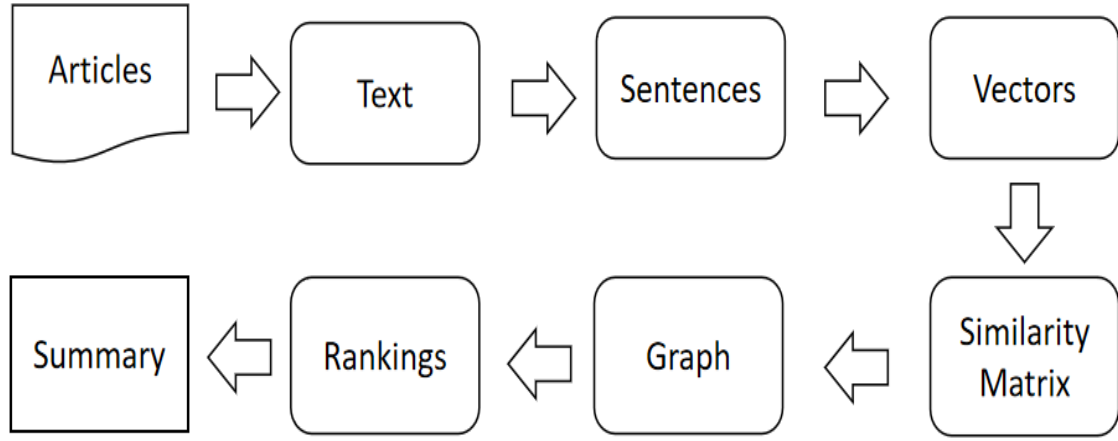 Articles
Text
Sentences
Vectors
Similarity
Matrix
Graph
Rankings
Summary